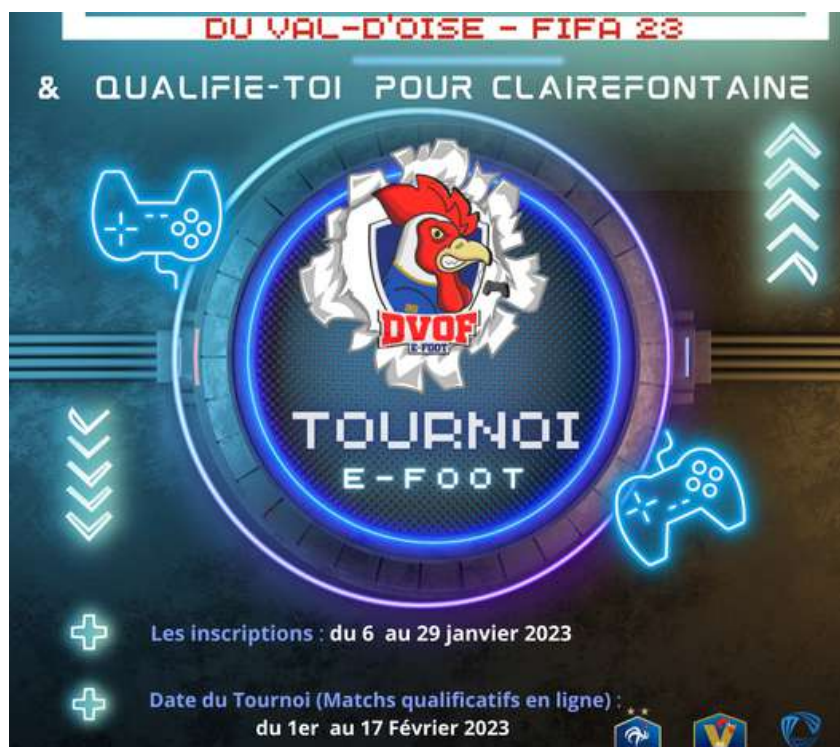 DU VAL-D'OISE - FIFA 23
& QUALIFIE-TOI POUR CLAIREFONTAINE
DVOF
E-FOOT
TOURNOI
E-FOOT
Les inscriptions : du 6 au 29 janvier 2023
Date du Tournoi (Matchs qualificatifs en ligne) :
du 1er au 17 Février 2023